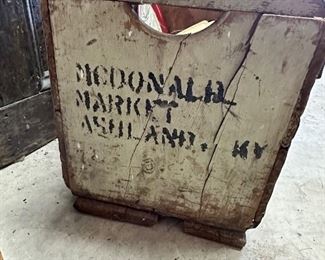 MCDONALD
MARKET
ASHLAND, KY